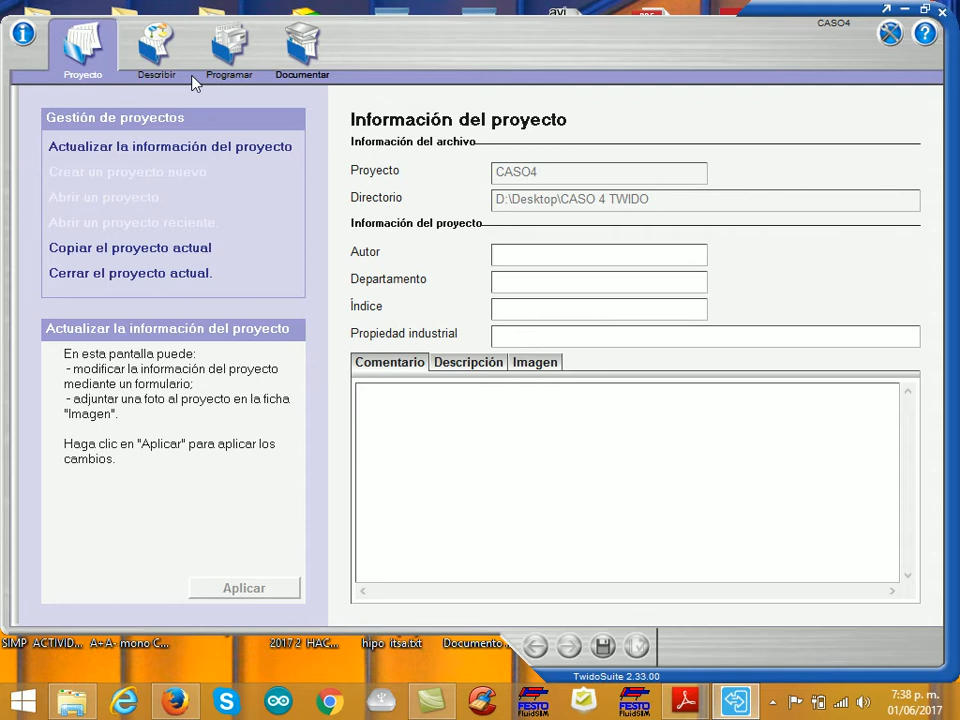 CASO4
Proyecto
Describir
Programar
Documentar
Gestión de proyectos
Actualizar la información del proyecto
Crear un proyecto nuevo
Abrir un proyecto
Abrir un proyecto reciente.
Copiar el proyecto actual
Cerrar el proyecto actual.
Actualizar la información del proyecto
En esta pantalla puede:
- modificar la información del proyecto
mediante un formulario;
- adjuntar una foto al proyecto en la ficha
"Imagen".
Haga clic en "Aplicar" para aplicar los
cambios.
Aplicar
Información del proyecto
Información del archivo
Proyecto
CASO4
Directorio
D:\Desktop\CASO 4 TWIDO
Información del proyecto
Autor
Departamento
Índice
Propiedad industrial
Comentario
Descripción
Imagen
SIMP ACTIVID...
A+A- mono C...
2017 2 HAC...
hipo itsa.txt
Documento
TwidoSuite 2.33.00
FESTO
FluidSIM
FESTO
FluidSIM
7:38 p. m.
01/06/2017